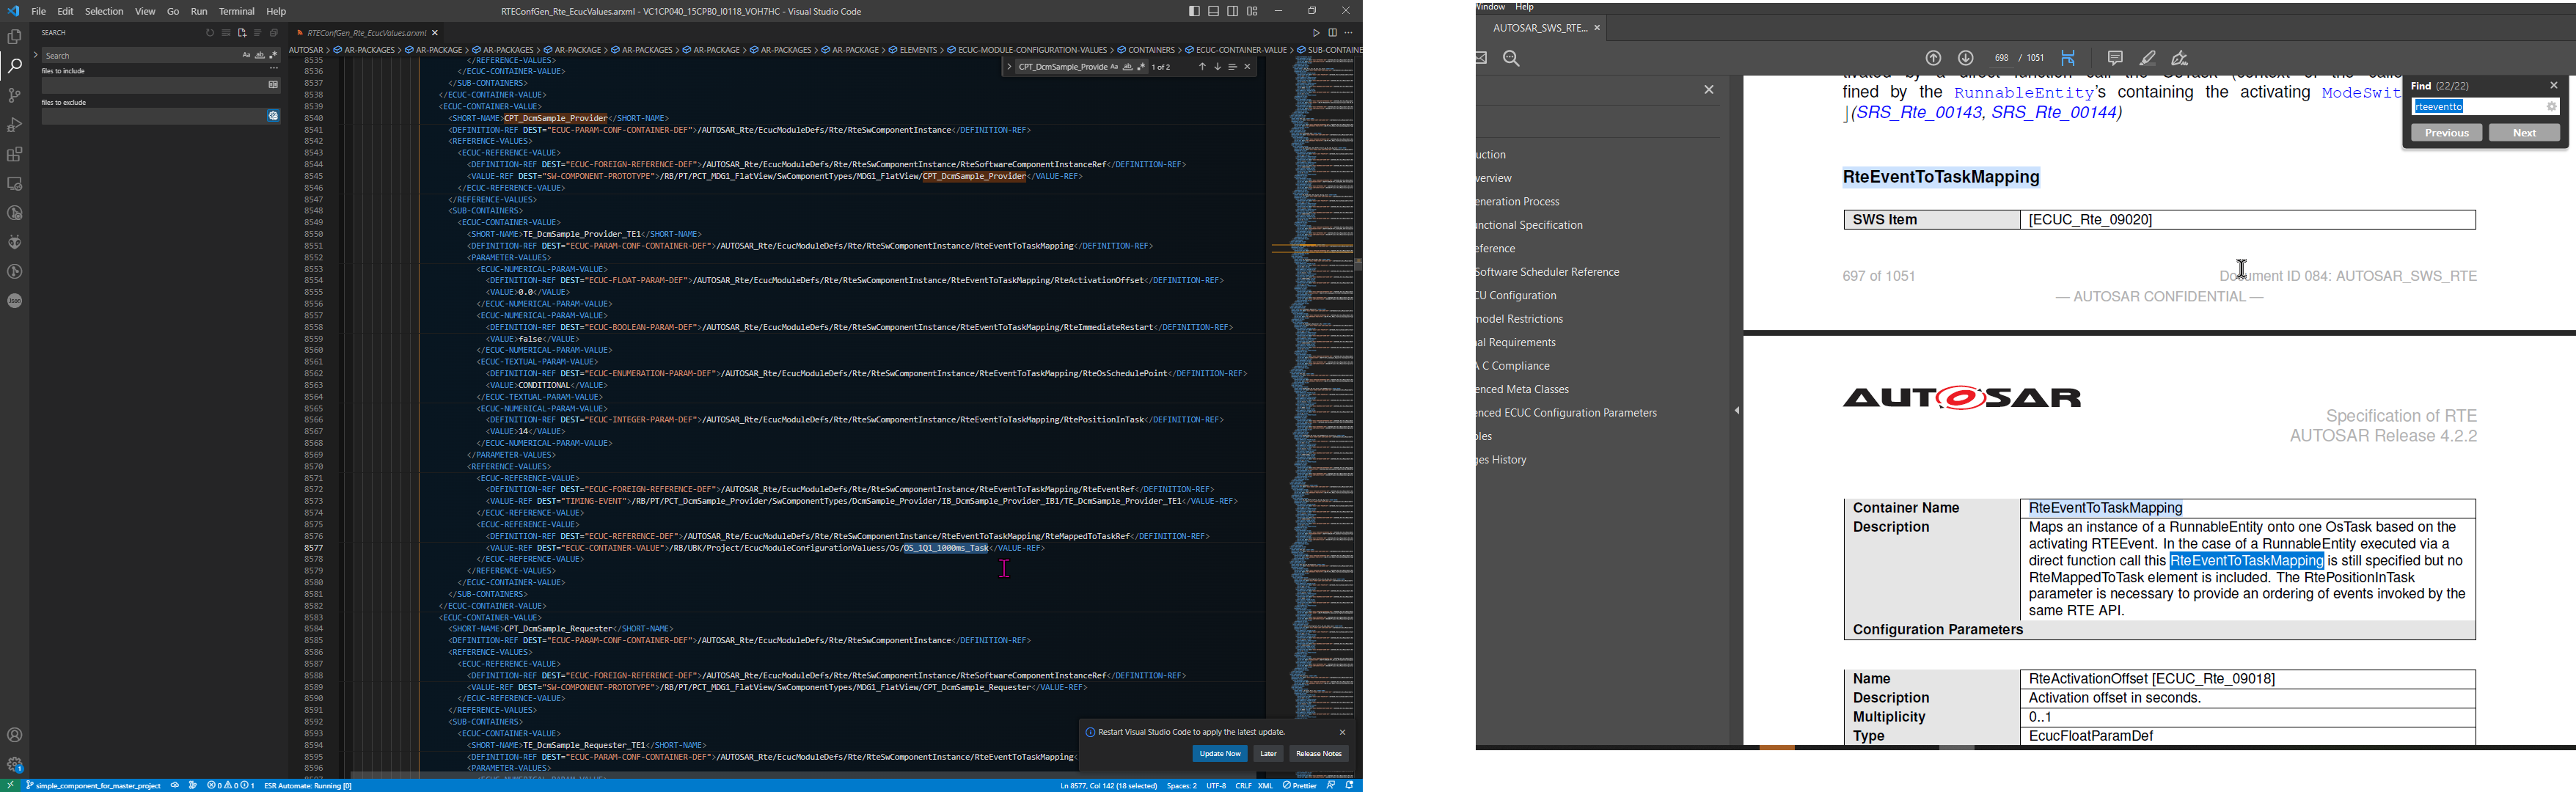 File Edit Selection View Go Run Terminal Help
RTEConfGen_Rte_EcucValues.arxml - VC1CP040_15CPB0_I0118_VOH7HC - Visual Studio Code
SEARCH
Search
files to include
files to exclude
RTEConfGen_Rte_EcucValues.arxml
AUTOSAR > AR-PACKAGES > AR-PACKAGE > AR-PACKAGES > AR-PACKAGE > AR-PACKAGES > AR-PACKAGE > AR-PACKAGES > AR-PACKAGE > ELEMENTS > ECUC-MODULE-CONFIGURATION-VALUES > CONTAINERS > ECUC-CONTAINER-VALUE > SUB-CONTAINE
CPT_DcmSample_Provide
1 of 2
8535 </REFERENCE-VALUES>
8536 </ECUC-CONTAINER-VALUE>
8537 </SUB-CONTAINERS>
8538 </ECUC-CONTAINER-VALUE>
8539 <ECUC-CONTAINER-VALUE>
8540 <SHORT-NAME>CPT_DcmSample_Provider</SHORT-NAME>
8541 <DEFINITION-REF DEST="ECUC-PARAM-CONF-CONTAINER-DEF">/AUTOSAR_Rte/EcucModuleDefs/Rte/RteSwComponentInstance</DEFINITION-REF>
8542 <REFERENCE-VALUES>
8543 <ECUC-REFERENCE-VALUE>
8544 <DEFINITION-REF DEST="ECUC-FOREIGN-REFERENCE-DEF">/AUTOSAR_Rte/EcucModuleDefs/Rte/RteSwComponentInstance/RteSoftwareComponentInstanceRef</DEFINITION-REF>
8545 <VALUE-REF DEST="SW-COMPONENT-PROTOTYPE">/RB/PT/PCT_MDG1_FlatView/SwComponentTypes/MDG1_FlatView/CPT_DcmSample_Provider</VALUE-REF>
8546 </ECUC-REFERENCE-VALUE>
8547 </REFERENCE-VALUES>
8548 <SUB-CONTAINERS>
8549 <ECUC-CONTAINER-VALUE>
8550 <SHORT-NAME>TE_DcmSample_Provider_TE1</SHORT-NAME>
8551 <DEFINITION-REF DEST="ECUC-PARAM-CONF-CONTAINER-DEF">/AUTOSAR_Rte/EcucModuleDefs/Rte/RteSwComponentInstance/RteEventToTaskMapping</DEFINITION-REF>
8552 <PARAMETER-VALUES>
8553 <ECUC-NUMERICAL-PARAM-VALUE>
8554 <DEFINITION-REF DEST="ECUC-FLOAT-PARAM-DEF">/AUTOSAR_Rte/EcucModuleDefs/Rte/RteSwComponentInstance/RteEventToTaskMapping/RteActivationOffset</DEFINITION-REF>
8555 <VALUE>0.0</VALUE>
8556 </ECUC-NUMERICAL-PARAM-VALUE>
8557 <ECUC-NUMERICAL-PARAM-VALUE>
8558 <DEFINITION-REF DEST="ECUC-BOOLEAN-PARAM-DEF">/AUTOSAR_Rte/EcucModuleDefs/Rte/RteSwComponentInstance/RteEventToTaskMapping/RteImmediateRestart</DEFINITION-REF>
8559 <VALUE>false</VALUE>
8560 </ECUC-NUMERICAL-PARAM-VALUE>
8561 <ECUC-TEXTUAL-PARAM-VALUE>
8562 <DEFINITION-REF DEST="ECUC-ENUMERATION-PARAM-DEF">/AUTOSAR_Rte/EcucModuleDefs/Rte/RteSwComponentInstance/RteEventToTaskMapping/RteOsSchedulePoint</DEFINITION-REF>
8563 <VALUE>CONDITIONAL</VALUE>
8564 </ECUC-TEXTUAL-PARAM-VALUE>
8565 <ECUC-NUMERICAL-PARAM-VALUE>
8566 <DEFINITION-REF DEST="ECUC-INTEGER-PARAM-DEF">/AUTOSAR_Rte/EcucModuleDefs/Rte/RteSwComponentInstance/RteEventToTaskMapping/RtePositionInTask</DEFINITION-REF>
8567 <VALUE>14</VALUE>
8568 </ECUC-NUMERICAL-PARAM-VALUE>
8569 </PARAMETER-VALUES>
8570 <REFERENCE-VALUES>
8571 <ECUC-REFERENCE-VALUE>
8572 <DEFINITION-REF DEST="ECUC-FOREIGN-REFERENCE-DEF">/AUTOSAR_Rte/EcucModuleDefs/Rte/RteSwComponentInstance/RteEventToTaskMapping/RteEventRef</DEFINITION-REF>
8573 <VALUE-REF DEST="TIMING-EVENT">/RB/PT/PCT_DcmSample_Provider/SwComponentTypes/DcmSample_Provider/IB_DcmSample_Provider_IB1/TE_DcmSample_Provider_TE1</VALUE-REF>
8574 </ECUC-REFERENCE-VALUE>
8575 <ECUC-REFERENCE-VALUE>
8576 <DEFINITION-REF DEST="ECUC-REFERENCE-DEF">/AUTOSAR_Rte/EcucModuleDefs/Rte/RteSwComponentInstance/RteEventToTaskMapping/RteMappedToTaskRef</DEFINITION-REF>
8577 <VALUE-REF DEST="ECUC-CONTAINER-VALUE">/RB/UBK/Project/EcucModuleConfigurationValuess/Os/OS_1Q1_1000ms_Task</VALUE-REF>
8578 </ECUC-REFERENCE-VALUE>
8579 </REFERENCE-VALUES>
8580 </ECUC-CONTAINER-VALUE>
8581 </SUB-CONTAINERS>
8582 </ECUC-CONTAINER-VALUE>
8583 <ECUC-CONTAINER-VALUE>
8584 <SHORT-NAME>CPT_DcmSample_Requester</SHORT-NAME>
8585 <DEFINITION-REF DEST="ECUC-PARAM-CONF-CONTAINER-DEF">/AUTOSAR_Rte/EcucModuleDefs/Rte/RteSwComponentInstance</DEFINITION-REF>
8586 <REFERENCE-VALUES>
8587 <ECUC-REFERENCE-VALUE>
8588 <DEFINITION-REF DEST="ECUC-FOREIGN-REFERENCE-DEF">/AUTOSAR_Rte/EcucModuleDefs/Rte/RteSwComponentInstance/RteSoftwareComponentInstanceRef</DEFINITION-REF>
8589 <VALUE-REF DEST="SW-COMPONENT-PROTOTYPE">/RB/PT/PCT_MDG1_FlatView/SwComponentTypes/MDG1_FlatView/CPT_DcmSample_Requester</VALUE-REF>
8590 </ECUC-REFERENCE-VALUE>
8591 </REFERENCE-VALUES>
8592 <SUB-CONTAINERS>
8593 <ECUC-CONTAINER-VALUE>
8594 <SHORT-NAME>TE_DcmSample_Requester_TE1</SHORT-NAME>
8595 <DEFINITION-REF DEST="ECUC-PARAM-CONF-CONTAINER-DEF">/AUTOSAR_Rte/EcucModuleDefs/Rte/RteSwComponentInstance/RteEventToTaskMapping<
8596 <PARAMETER-VALUES>
Restart Visual Studio Code to apply the latest update.
Update Now Later Release Notes
simple_component_for_master_project 0 0 1 ESR Automate: Running [0]
Ln 8577, Col 142 (18 selected) Spaces: 2 UTF-8 CRLF XML Prettier
Window Help
AUTOSAR_SWS_RTE...
698 / 1051
Find (22/22)
rteeventto
Previous Next
uction
verview
eneration Process
unctional Specification
eference
Software Scheduler Reference
CU Configuration
model Restrictions
nal Requirements
A C Compliance
enced Meta Classes
enced ECUC Configuration Parameters
ples
ges History
fined by the RunnableEntity's containing the activating ModeSwit
⌋(SRS_Rte_00143, SRS_Rte_00144)
RteEventToTaskMapping
SWS Item [ECUC_Rte_09020]
697 of 1051 Document ID 084: AUTOSAR_SWS_RTE
— AUTOSAR CONFIDENTIAL —
AUTOSAR
Specification of RTE
AUTOSAR Release 4.2.2
Container Name RteEventToTaskMapping
Description Maps an instance of a RunnableEntity onto one OsTask based on the
activating RTEEvent. In the case of a RunnableEntity executed via a
direct function call this RteEventToTaskMapping is still specified but no
RteMappedToTask element is included. The RtePositionInTask
parameter is necessary to provide an ordering of events invoked by the
same RTE API.
Configuration Parameters
Name RteActivationOffset [ECUC_Rte_09018]
Description Activation offset in seconds.
Multiplicity 0..1
Type EcucFloatParamDef